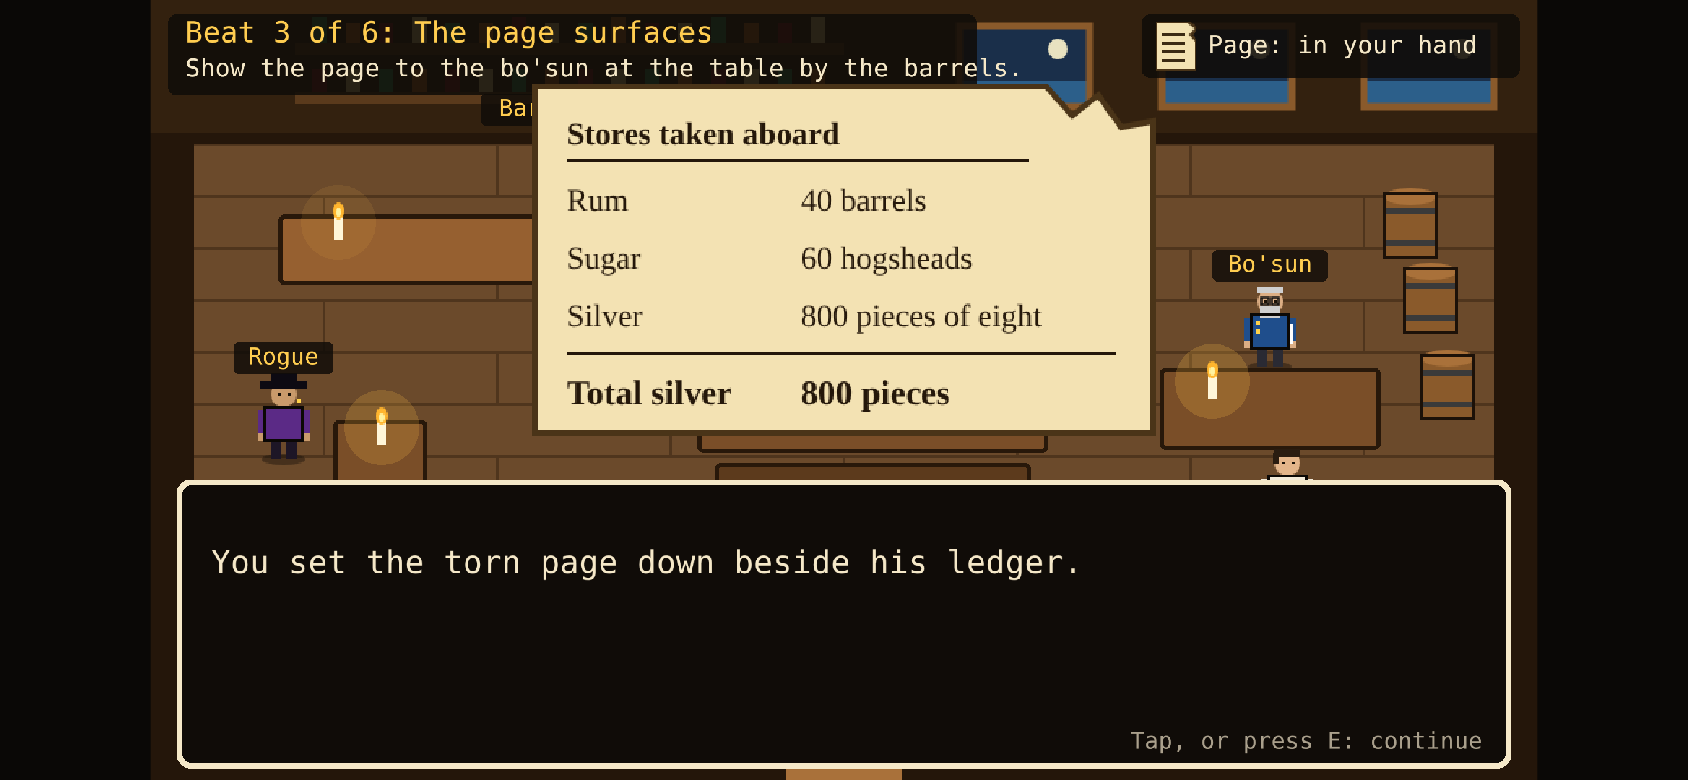 Beat 3 of 6: The page surfaces
Show the page to the bo'sun at the table by the barrels.
Page: in your hand
Stores taken aboard
Rum 40 barrels
Sugar 60 hogsheads
Silver 800 pieces of eight
Total silver 800 pieces
Bo'sun
Rogue
You set the torn page down beside his ledger.
Tap, or press E: continue